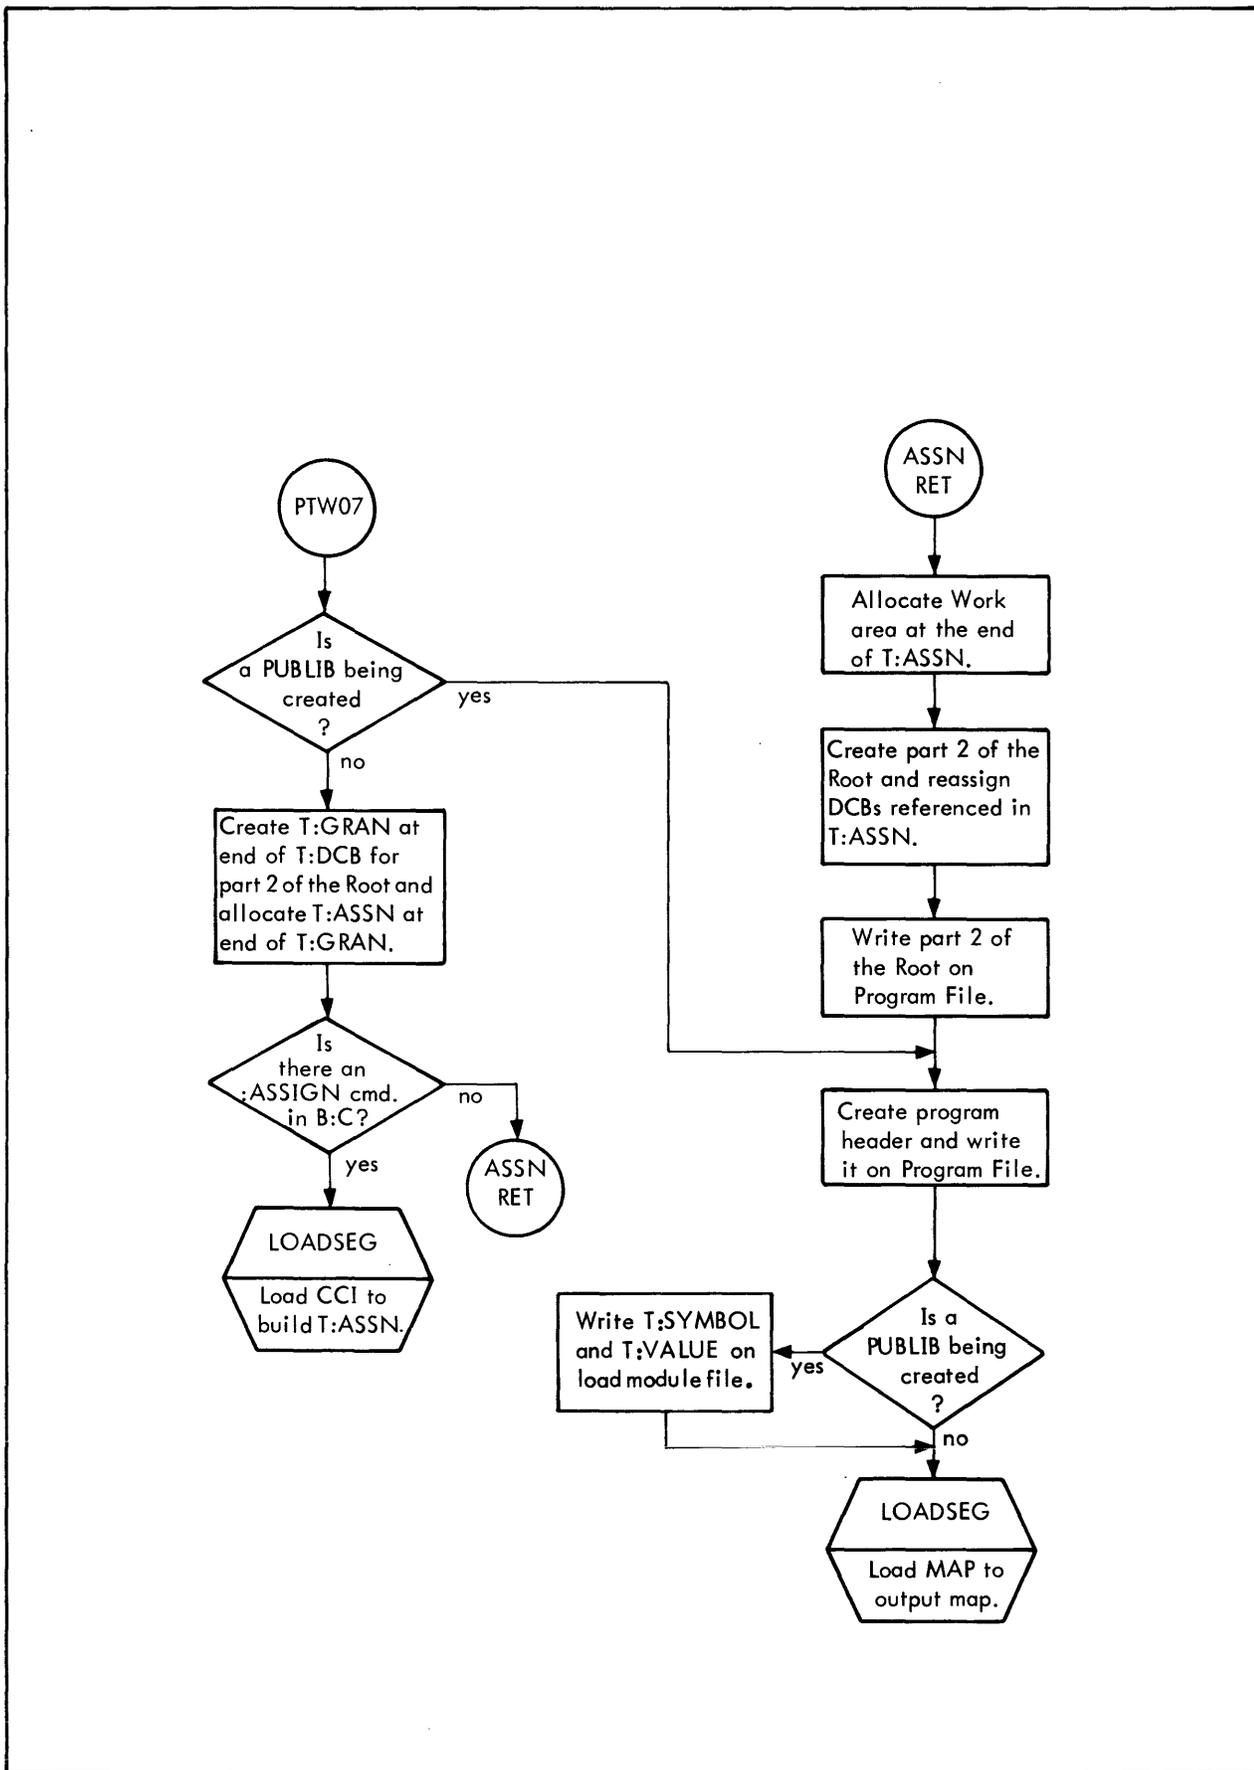 PTW07
Is
a PUBLIB being
created
?
yes
no
Create T:GRAN at
end of T:DCB for
part 2 of the Root and
allocate T:ASSN at
end of T:GRAN.
Is
there an
:ASSIGN cmd.
in B:C?
no
yes
ASSN
RET
LOADSEG
Load CCI to
build T:ASSN.
ASSN
RET
Allocate Work
area at the end
of T:ASSN.
Create part 2 of the
Root and reassign
DCBs referenced in
T:ASSN.
Write part 2 of
the Root on
Program File.
Create program
header and write
it on Program File.
Is a
PUBLIB being
created
?
yes
no
Write T:SYMBOL
and T:VALUE on
load module file.
LOADSEG
Load MAP to
output map.